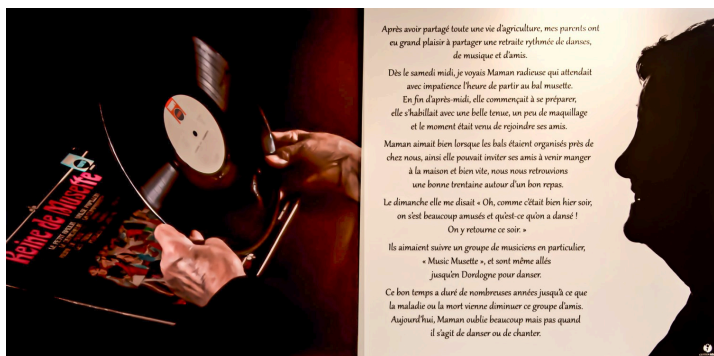 Reine de Musette
Après avoir partagé toute une vie d'agriculture, mes parents ont
eu grand plaisir à partager une retraite rythmée de danses,
de musique et d'amis.
Dès le samedi midi, je voyais Maman radieuse qui attendait
avec impatience l'heure de partir au bal musette.
En fin d'après-midi, elle commençait à se préparer,
elle s'habillait avec une belle tenue, un peu de maquillage
et le moment était venu de rejoindre ses amis.
Maman aimait bien lorsque les bals étaient organisés près de
chez nous, ainsi elle pouvait inviter ses amis à venir manger
à la maison et bien vite, nous nous retrouvions
une bonne trentaine autour d'un bon repas.
Le dimanche elle me disait « Oh, comme c'était bien hier soir,
on s'est beaucoup amusés et qu'est-ce qu'on a dansé !
On y retourne ce soir. »
Ils aimaient suivre un groupe de musiciens en particulier,
« Music Musette », et sont même allés
jusqu'en Dordogne pour danser.
Ce bon temps a duré de nombreuses années jusqu'à ce que
la maladie ou la mort vienne diminuer ce groupe d'amis.
Aujourd'hui, Maman oublie beaucoup mais pas quand
il s'agit de danser ou de chanter.